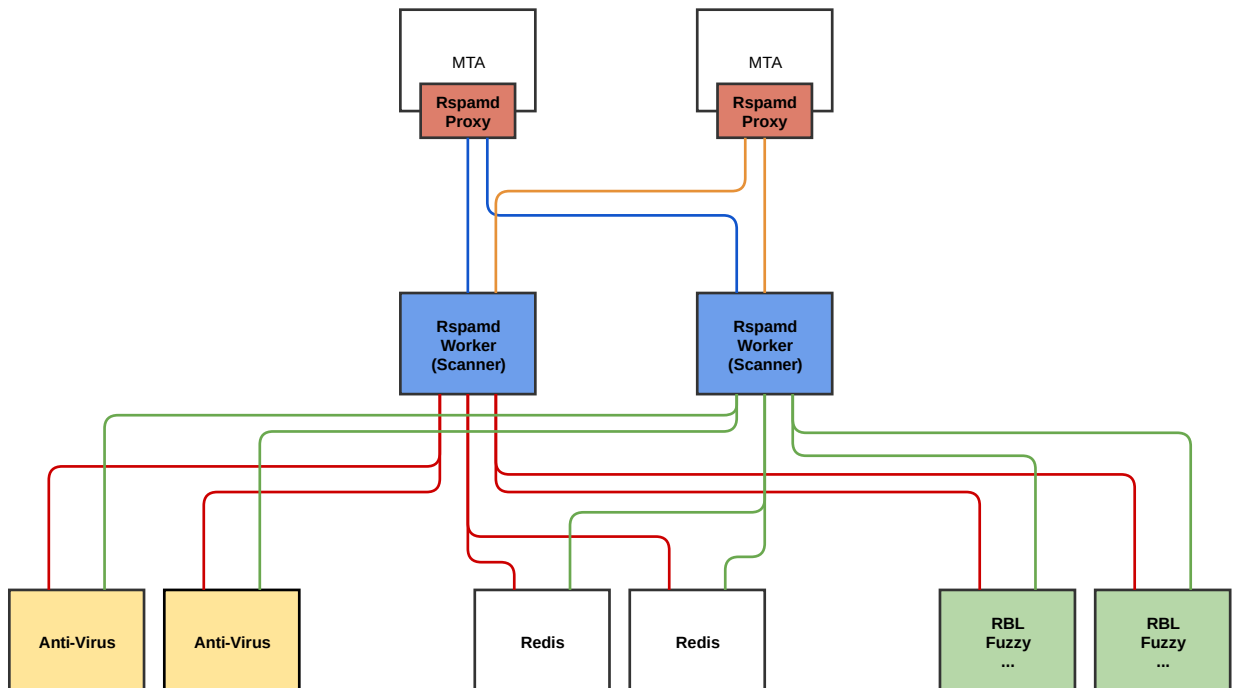 MTA
Rspamd
Proxy
MTA
Rspamd
Proxy
Rspamd
Worker
(Scanner)
Rspamd
Worker
(Scanner)
Anti-Virus
Anti-Virus
Redis
Redis
RBL
Fuzzy
...
RBL
Fuzzy
...